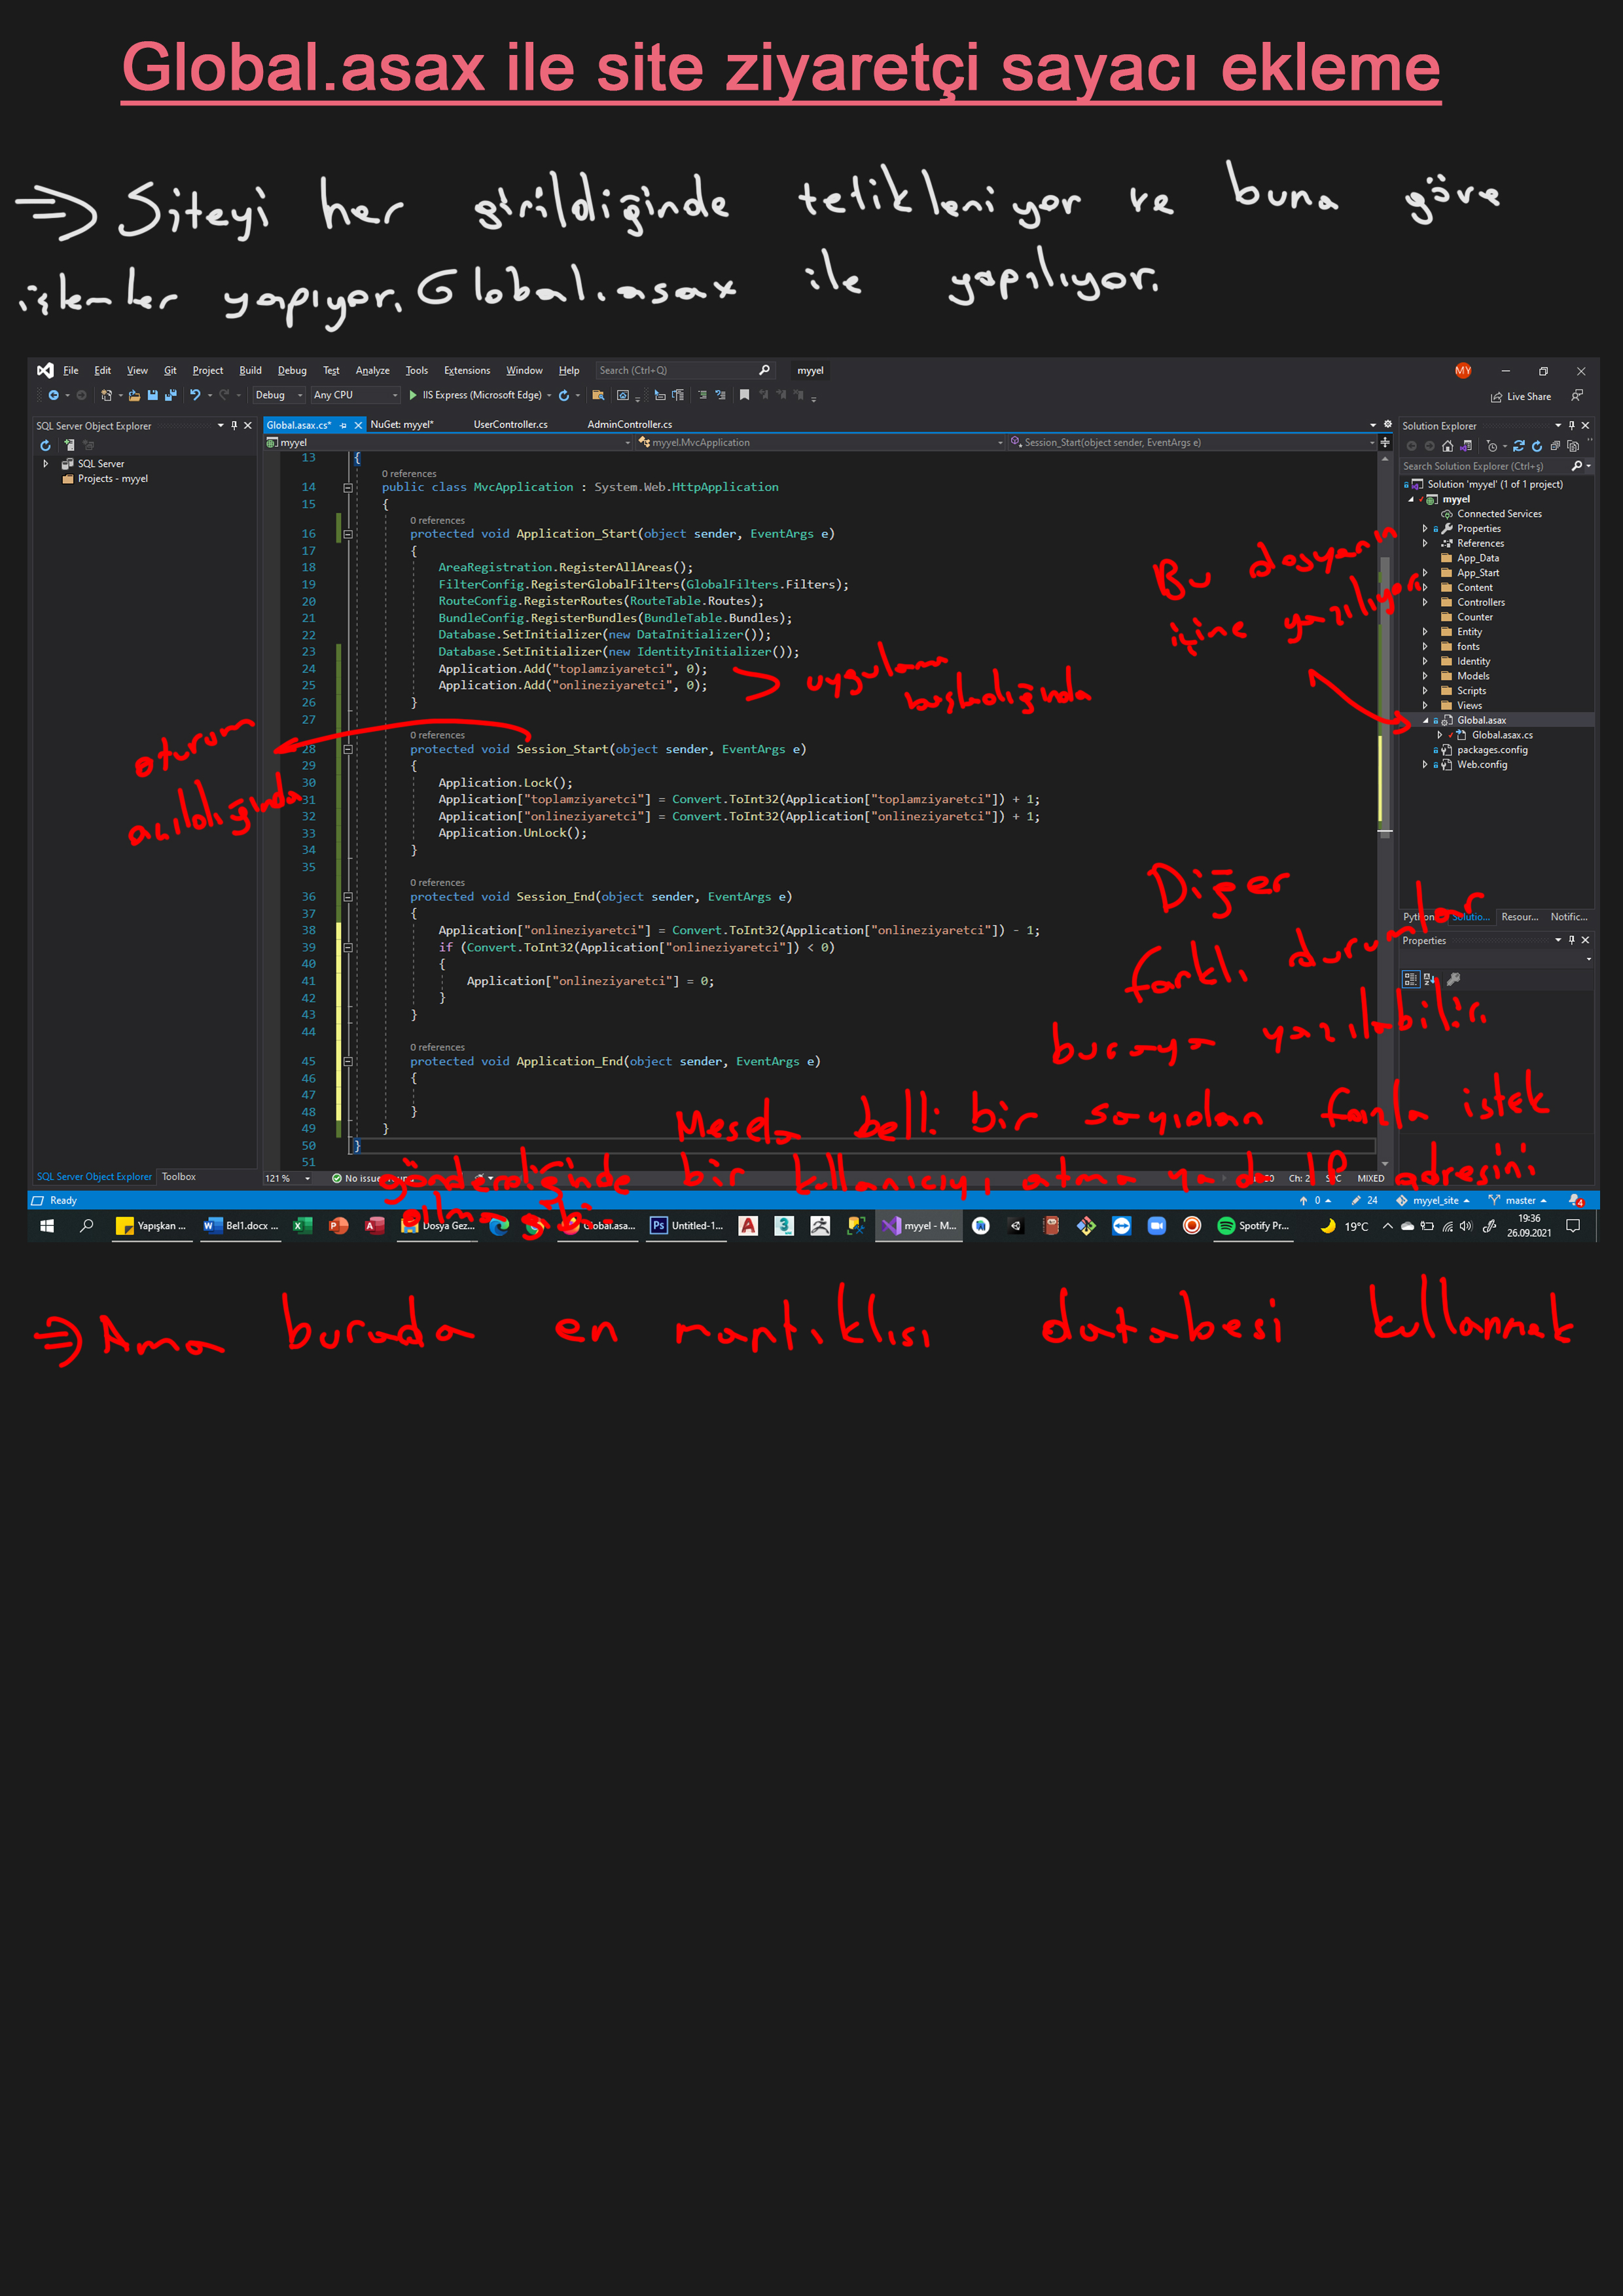 Global.asax ile site ziyaretçi sayacı ekleme
⇒ Siteyi her girildiğinde tetikleniyor ve buna göre
işlemler yapıyor. Global.asax ile yapılıyor.
File Edit View Git Project Build Debug Test Analyze Tools Extensions Window Help Search (Ctrl+Q) myyel MY
Debug Any CPU IIS Express (Microsoft Edge) Live Share
SQL Server Object Explorer
SQL Server
Projects - myyel
Global.asax.cs* NuGet: myyel* UserController.cs AdminController.cs
myyel myyel.MvcApplication Session_Start(object sender, EventArgs e)
13 {
0 references
14 public class MvcApplication : System.Web.HttpApplication
15 {
0 references
16 protected void Application_Start(object sender, EventArgs e)
17 {
18 AreaRegistration.RegisterAllAreas();
19 FilterConfig.RegisterGlobalFilters(GlobalFilters.Filters);
20 RouteConfig.RegisterRoutes(RouteTable.Routes);
21 BundleConfig.RegisterBundles(BundleTable.Bundles);
22 Database.SetInitializer(new DataInitializer());
23 Database.SetInitializer(new IdentityInitializer());
24 Application.Add("toplamziyaretci", 0);
25 Application.Add("onlineziyaretci", 0);
26 }
27
0 references
28 protected void Session_Start(object sender, EventArgs e)
29 {
30 Application.Lock();
31 Application["toplamziyaretci"] = Convert.ToInt32(Application["toplamziyaretci"]) + 1;
32 Application["onlineziyaretci"] = Convert.ToInt32(Application["onlineziyaretci"]) + 1;
33 Application.UnLock();
34 }
35
0 references
36 protected void Session_End(object sender, EventArgs e)
37 {
38 Application["onlineziyaretci"] = Convert.ToInt32(Application["onlineziyaretci"]) - 1;
39 if (Convert.ToInt32(Application["onlineziyaretci"]) < 0)
40 {
41 Application["onlineziyaretci"] = 0;
42 }
43 }
44
0 references
45 protected void Application_End(object sender, EventArgs e)
46 {
47
48 }
49 }
50 }
51
uygulama
başladığında
oturum
açıldığında
Bu dosyanın
içine yazılıyor
Diğer
farklı durumlar
buraya yazılabilir.
Mesela belli bir sayıdan fazla istek
gönderdiğinde bir kullanıcıyı atma ya da IP adresini
alma gibi
Solution Explorer
Search Solution Explorer (Ctrl+ş)
Solution 'myyel' (1 of 1 project)
myyel
Connected Services
Properties
References
App_Data
App_Start
Content
Controllers
Counter
Entity
fonts
Identity
Models
Scripts
Views
Global.asax
Global.asax.cs
packages.config
Web.config
Python Solutio... Resour... Notific...
Properties
SQL Server Object Explorer Toolbox
121 % No issues MIXED
Ready 0 24 myyel_site master 4
Yapışkan ... Bel1.docx ... Dosya Gez... Global.asa... Untitled-1... myyel - M... Spotify Pr... 19°C 19:36
26.09.2021
⇒ Ama burada en mantıklısı databesi kullanmak